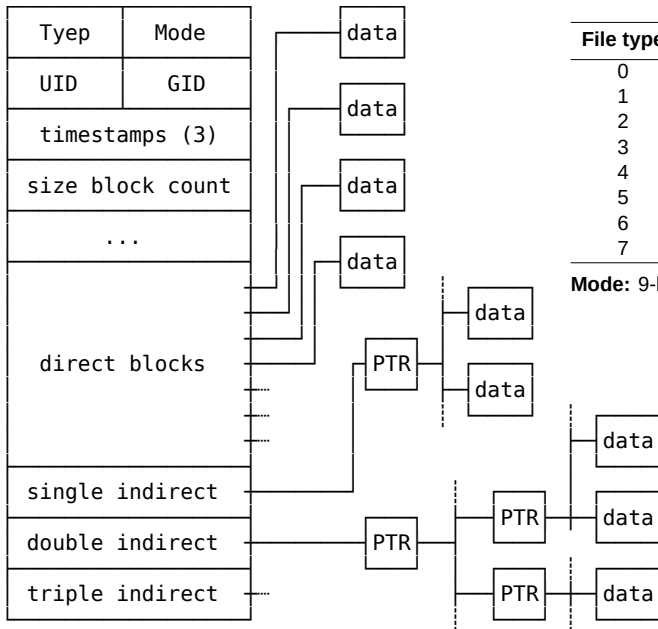 Tyep Mode data
UID GID
data
timestamps (3)
size block count
data
...
data
direct blocks
data
PTR
data
single indirect
double indirect
triple indirect
PTR
PTR
data
data
PTR
data
File type
0
1
2
3
4
5
6
7
Mode: